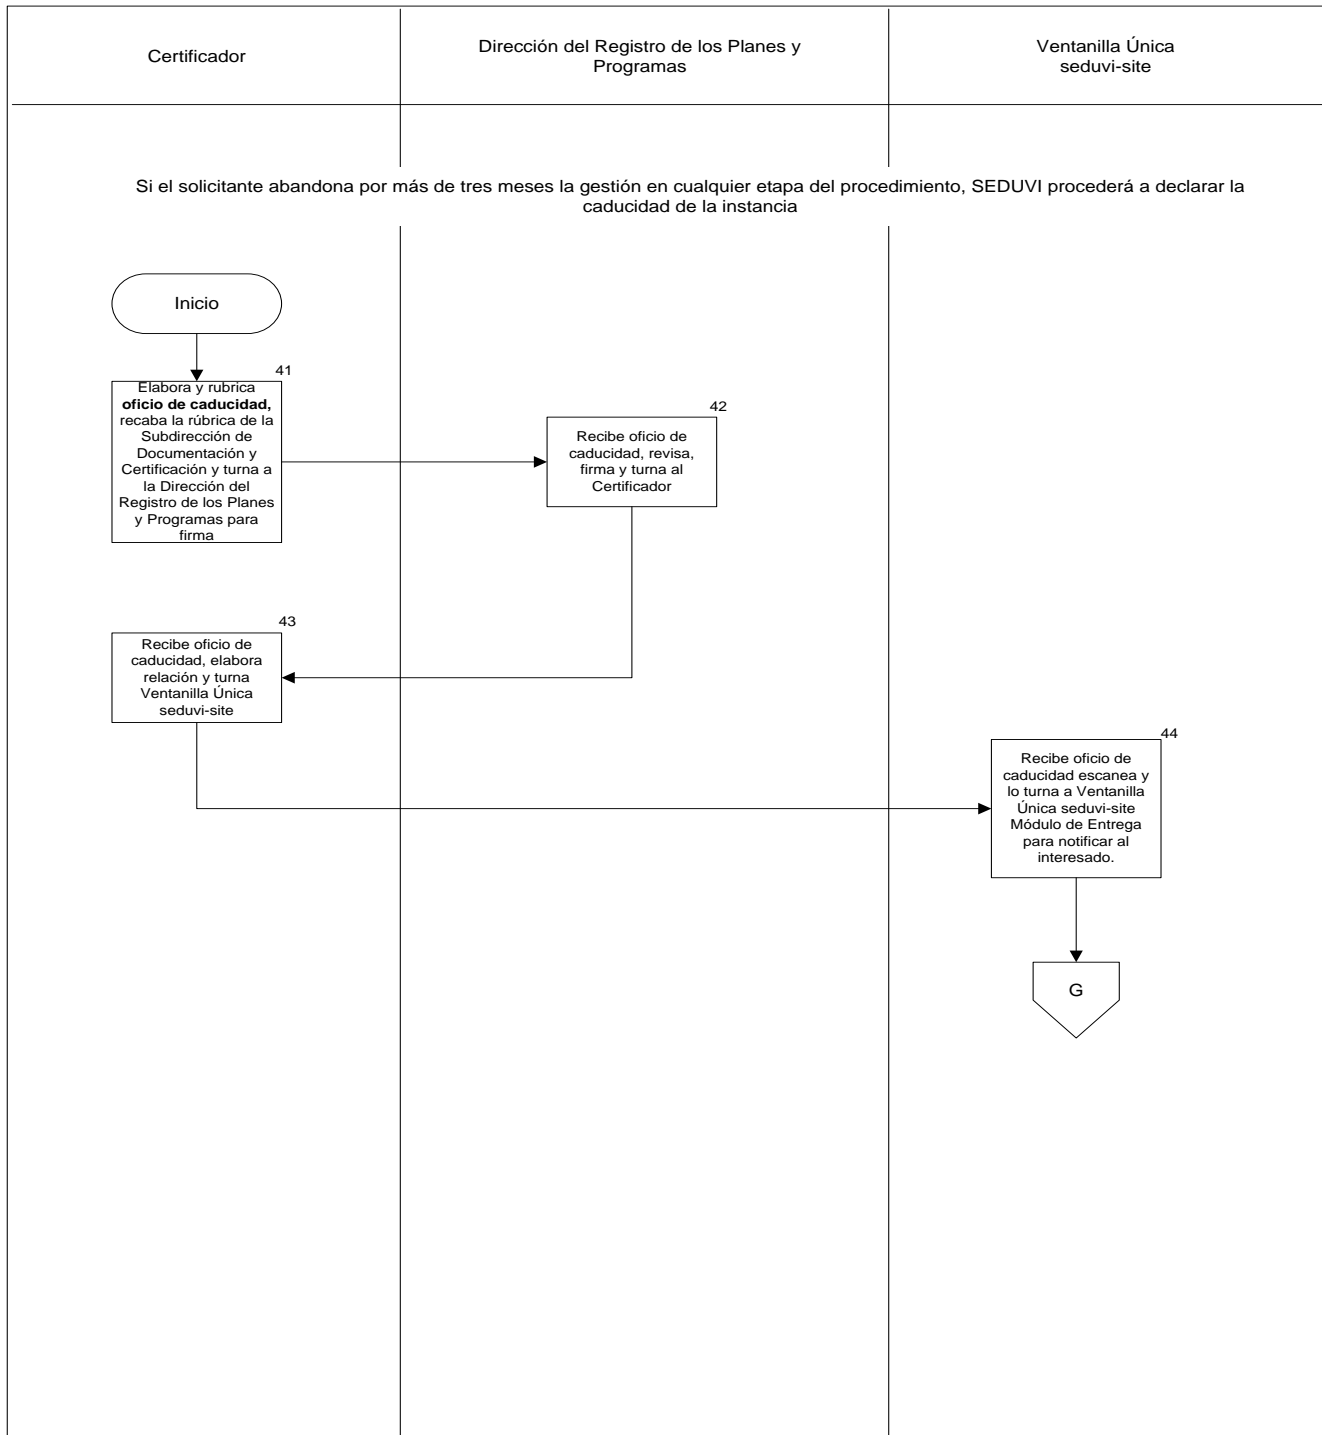 Certificador
Dirección del Registro de los Planes y
Programas
Ventanilla Única
seduvi-site
Si el solicitante abandona por más de tres meses la gestión en cualquier etapa del procedimiento, SEDUVI procederá a declarar la
caducidad de la instancia
Inicio
41
Elabora y rubrica
oficio de caducidad,
recaba la rúbrica de la
Subdirección de
Documentación y
Certificación y turna a
la Dirección del
Registro de los Planes
y Programas para
firma
42
Recibe oficio de
caducidad, revisa,
firma y turna al
Certificador
43
Recibe oficio de
caducidad, elabora
relación y turna
Ventanilla Única
seduvi-site
44
Recibe oficio de
caducidad escanea y
lo turna a Ventanilla
Única seduvi-site
Módulo de Entrega
para notificar al
interesado.
G